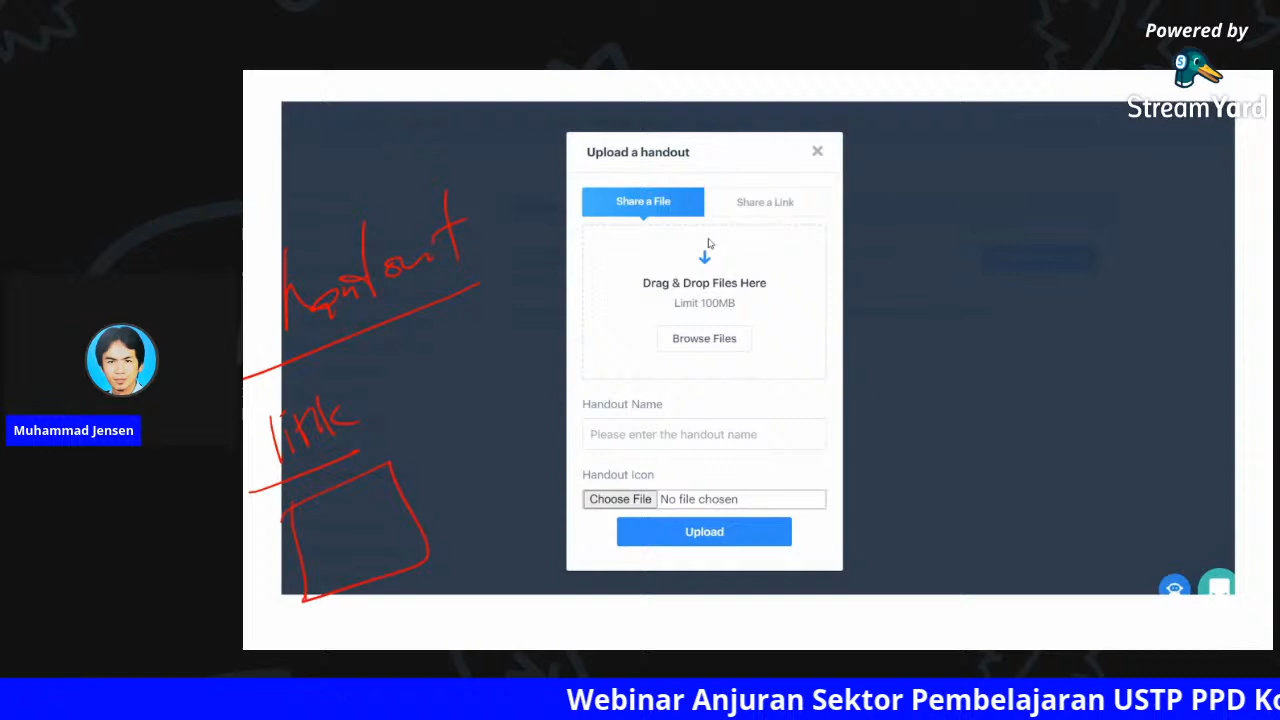 Powered by
StreamYard
Upload a handout
Share a File
Share a Link
Drag & Drop Files Here
Limit 100MB
Browse Files
Handout Name
Please enter the handout name
Handout Icon
Choose File No file chosen
Upload
handout
link
Muhammad Jensen
Webinar Anjuran Sektor Pembelajaran USTP PPD Ko